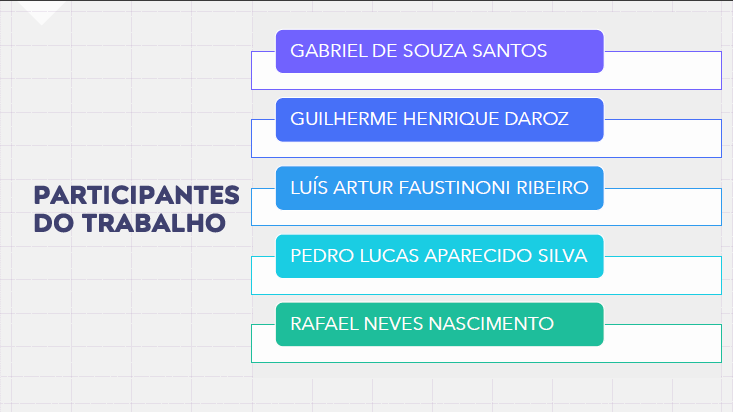 PARTICIPANTES
DO TRABALHO
GABRIEL DE SOUZA SANTOS
GUILHERME HENRIQUE DAROZ
LUÍS ARTUR FAUSTINONI RIBEIRO
PEDRO LUCAS APARECIDO SILVA
RAFAEL NEVES NASCIMENTO